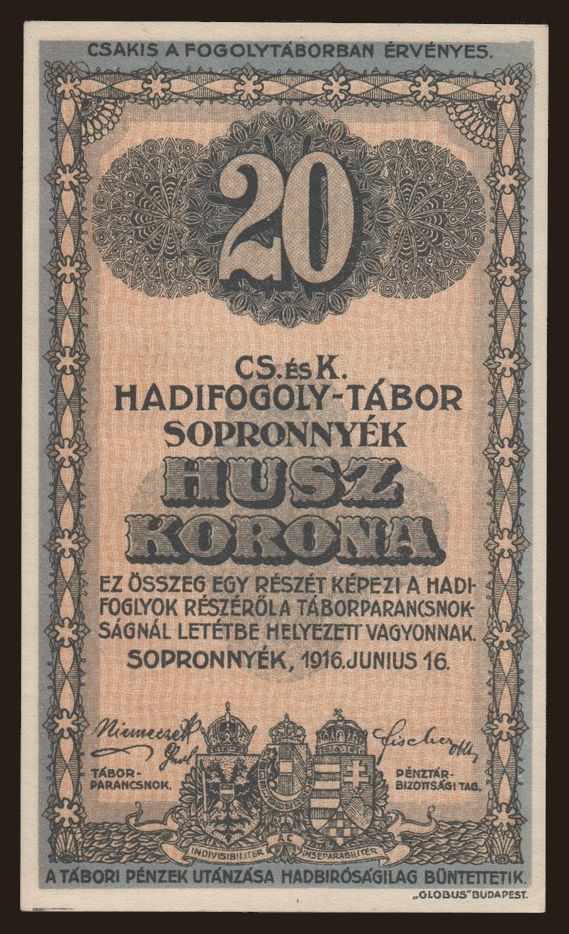 CSAKIS A FOGOLYTÁBORBAN ÉRVÉNYES.
20
CS. ÉS K.
HADIFOGOLY-TÁBOR
SOPRONNYÉK
HUSZ
KORONA
EZ ÖSSZEG EGY RÉSZÉT KÉPEZI A HADI-
FOGLYOK RÉSZÉRŐL A TÁBORPARANCSNOK-
SÁGNÁL LETÉTBE HELYEZETT VAGYONNAK.
SOPRONNYÉK, 1916. JUNIUS 16.
TÁBOR-
PARANCSNOK.
PÉNZTÁR-
BIZOTTSÁGI TAG.
INDIVISIBILITER AC INSEPARABILITER
A TÁBORI PÉNZEK UTÁNZÁSA HADBIRÓSÁGILAG BÜNTETTETIK.
„GLOBUS" BUDAPEST.